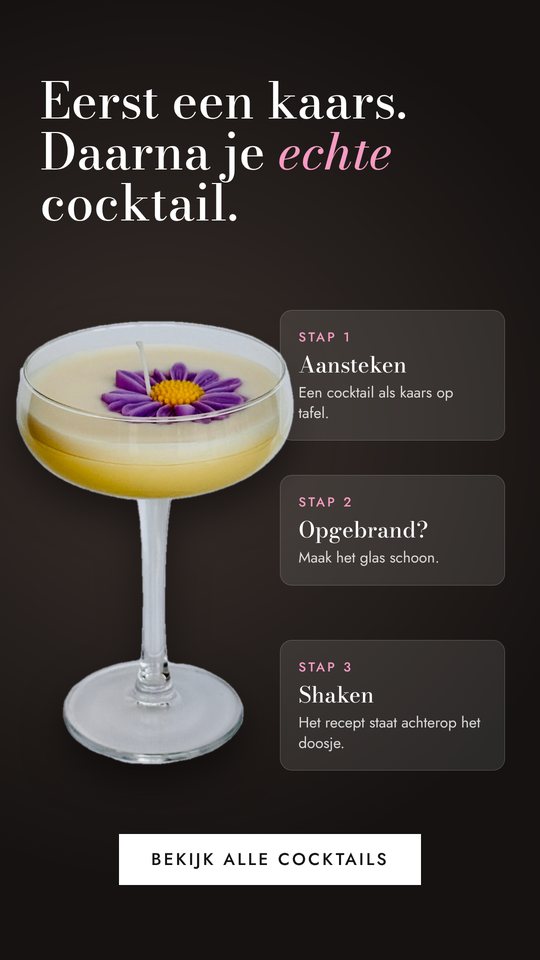 Eerst een kaars.
Daarna je echte
cocktail.
STAP 1
Aansteken
Een cocktail als kaars op
tafel.
STAP 2
Opgebrand?
Maak het glas schoon.
STAP 3
Shaken
Het recept staat achterop het
doosje.
BEKIJK ALLE COCKTAILS